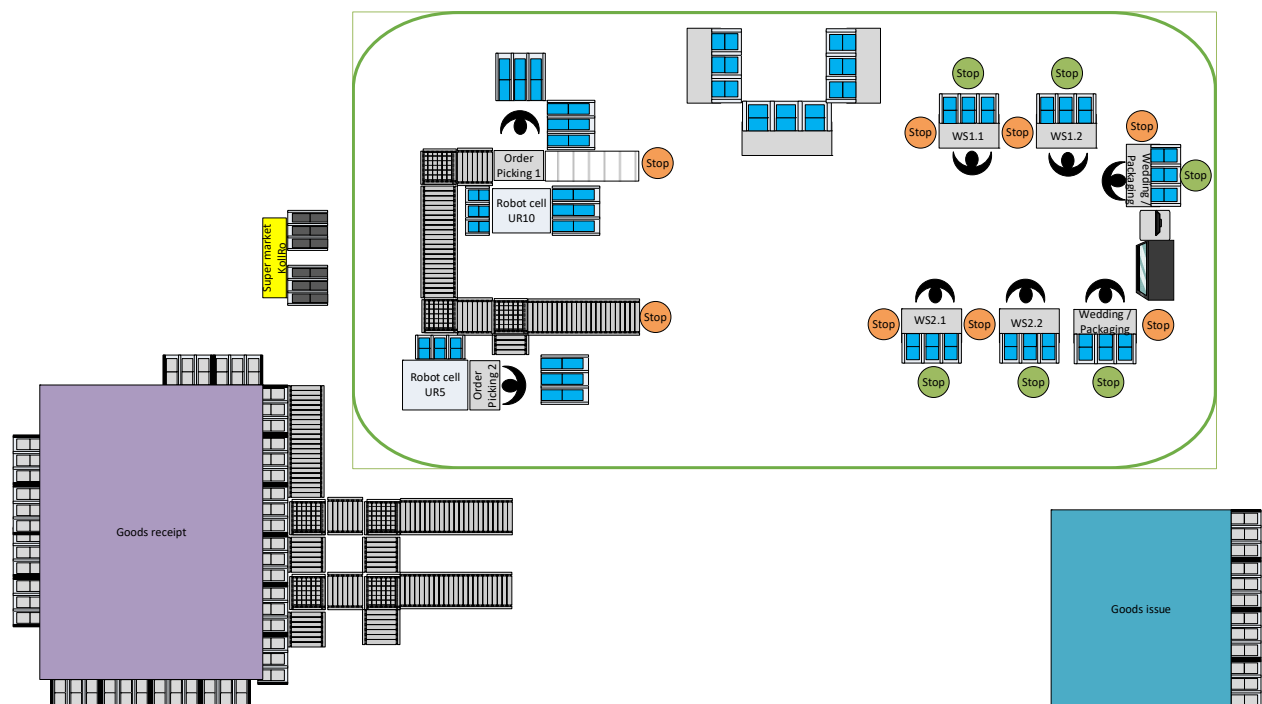 Stop
Stop
Stop
WS1.1
Stop
WS1.2
Stop
Wedding /
Packaging
Stop
Order
Picking 1
Stop
Robot cell
UR10
Super market
KollRo
Stop
Stop
WS2.1
Stop
WS2.2
Wedding /
Packaging
Stop
Stop
Stop
Stop
Robot cell
UR5
Order
Picking 2
Goods receipt
Goods issue